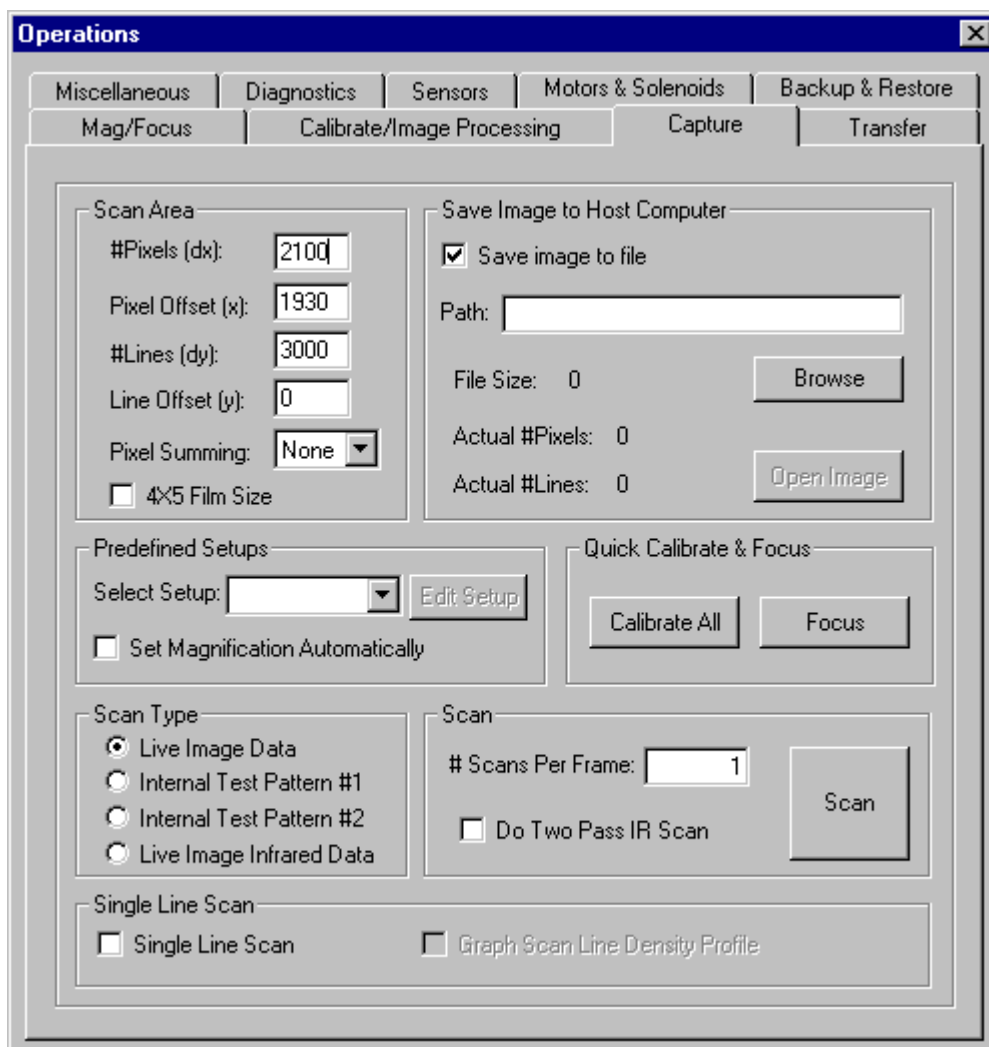 Operations
Miscellaneous Diagnostics Sensors Motors & Solenoids Backup & Restore
Mag/Focus Calibrate/Image Processing Capture Transfer
Scan Area
#Pixels (dx): 2100
Pixel Offset (x): 1930
#Lines (dy): 3000
Line Offset (y): 0
Pixel Summing: None
4X5 Film Size
Save Image to Host Computer
Save image to file
Path:
File Size: 0
Browse
Actual #Pixels: 0
Actual #Lines: 0
Open Image
Predefined Setups
Select Setup:
Edit Setup
Set Magnification Automatically
Quick Calibrate & Focus
Calibrate All Focus
Scan Type
Live Image Data
Internal Test Pattern #1
Internal Test Pattern #2
Live Image Infrared Data
Scan
# Scans Per Frame: 1
Do Two Pass IR Scan
Scan
Single Line Scan
Single Line Scan Graph Scan Line Density Profile